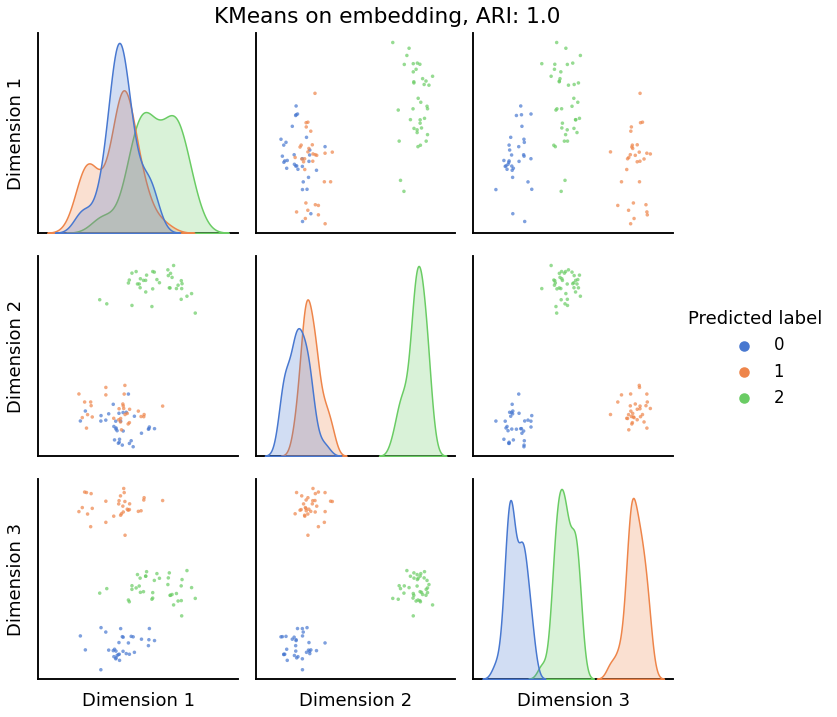 KMeans on embedding, ARI: 1.0
Dimension 1
Dimension 2
Predicted label
0
1
2
Dimension 3
Dimension 1
Dimension 2
Dimension 3